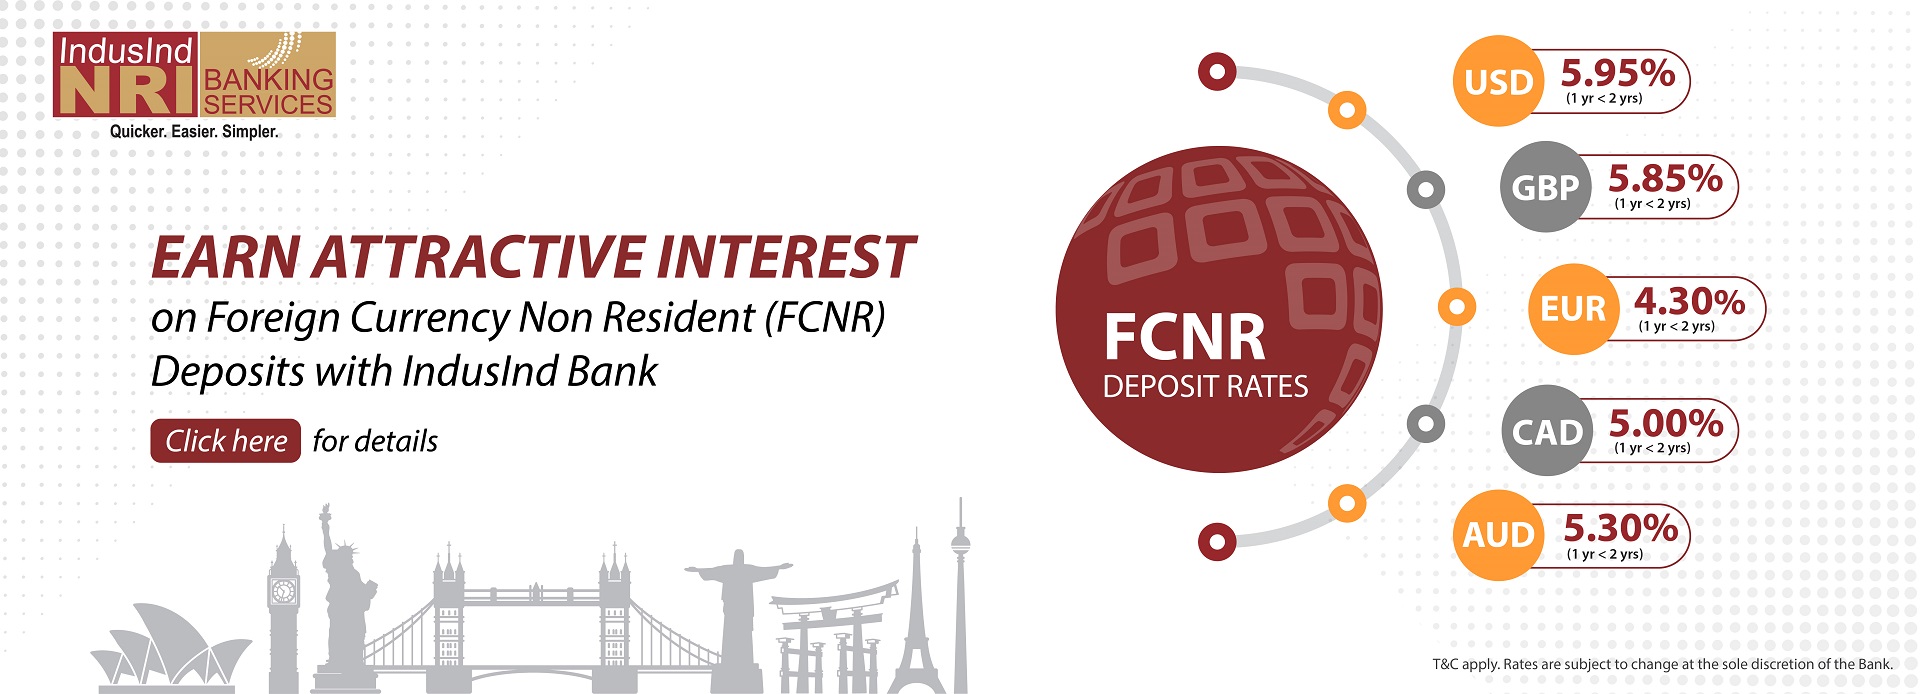 IndusInd
NRI
BANKING
SERVICES
Quicker. Easier. Simpler.
EARN ATTRACTIVE INTEREST
on Foreign Currency Non Resident (FCNR)
Deposits with IndusInd Bank
Click here for details
FCNR
DEPOSIT RATES
USD 5.95%
(1 yr < 2 yrs)
GBP 5.85%
(1 yr < 2 yrs)
EUR 4.30%
(1 yr < 2 yrs)
CAD 5.00%
(1 yr < 2 yrs)
AUD 5.30%
(1 yr < 2 yrs)
T&C apply. Rates are subject to change at the sole discretion of the Bank.